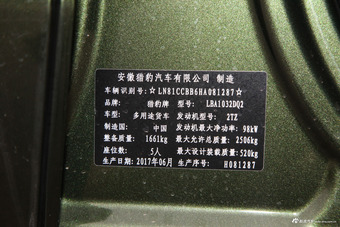 安徽猎豹汽车有限公司 制造
车辆识别号:☆LN81CCBB6HA081287☆
品牌: 猎豹牌 型号: LBA1032DQ2
车型: 多用途货车 发动机型号: 2TZ
制造国: 中国 发动机最大净功率: 98kW
整备质量: 1661kg 最大允许总质量: 2506kg
座位数: 5人 最大设计装载质量: 520kg
生产日期: 2017年06月 生产序号: H081287